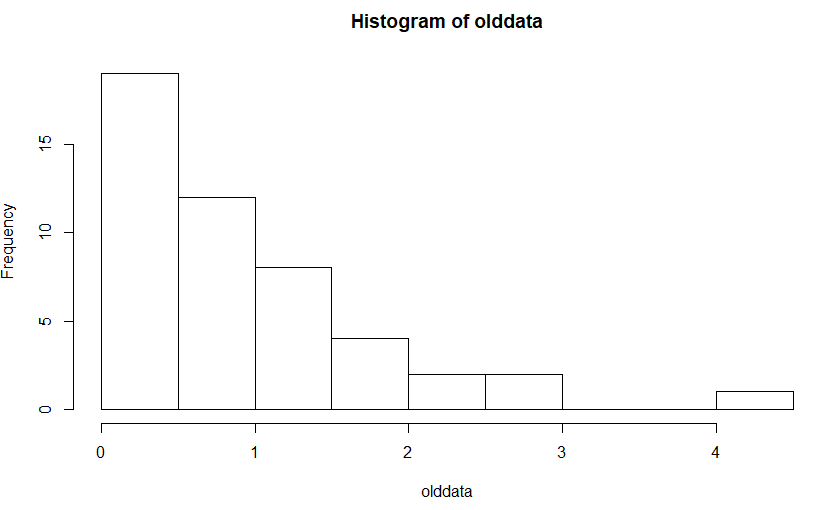 Histogram of olddata
Frequency
15
10
5
0
0 1 2 3 4
olddata